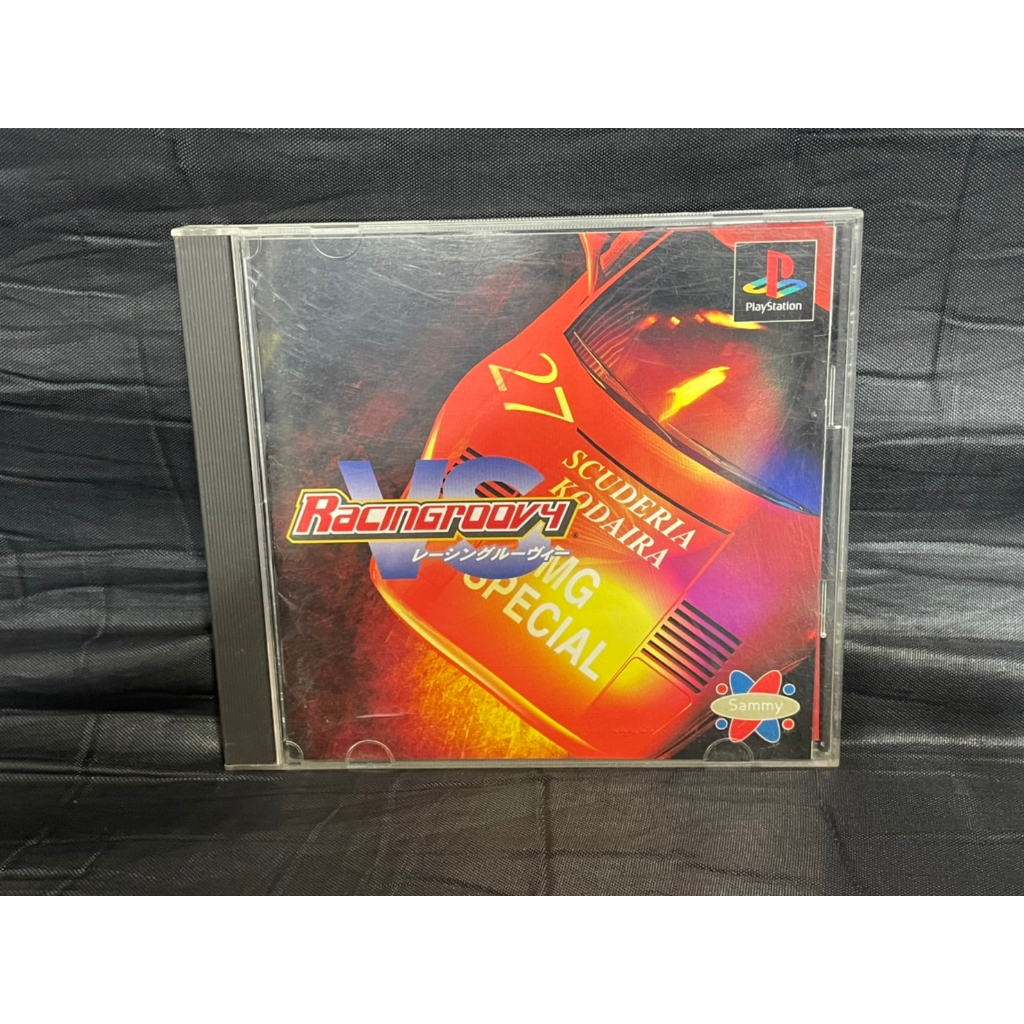 PlayStation
27
SCUDERIA
KODAIRA
VS
RacinGroovy
レーシングルーヴィー
MG
SPECIAL
Sammy